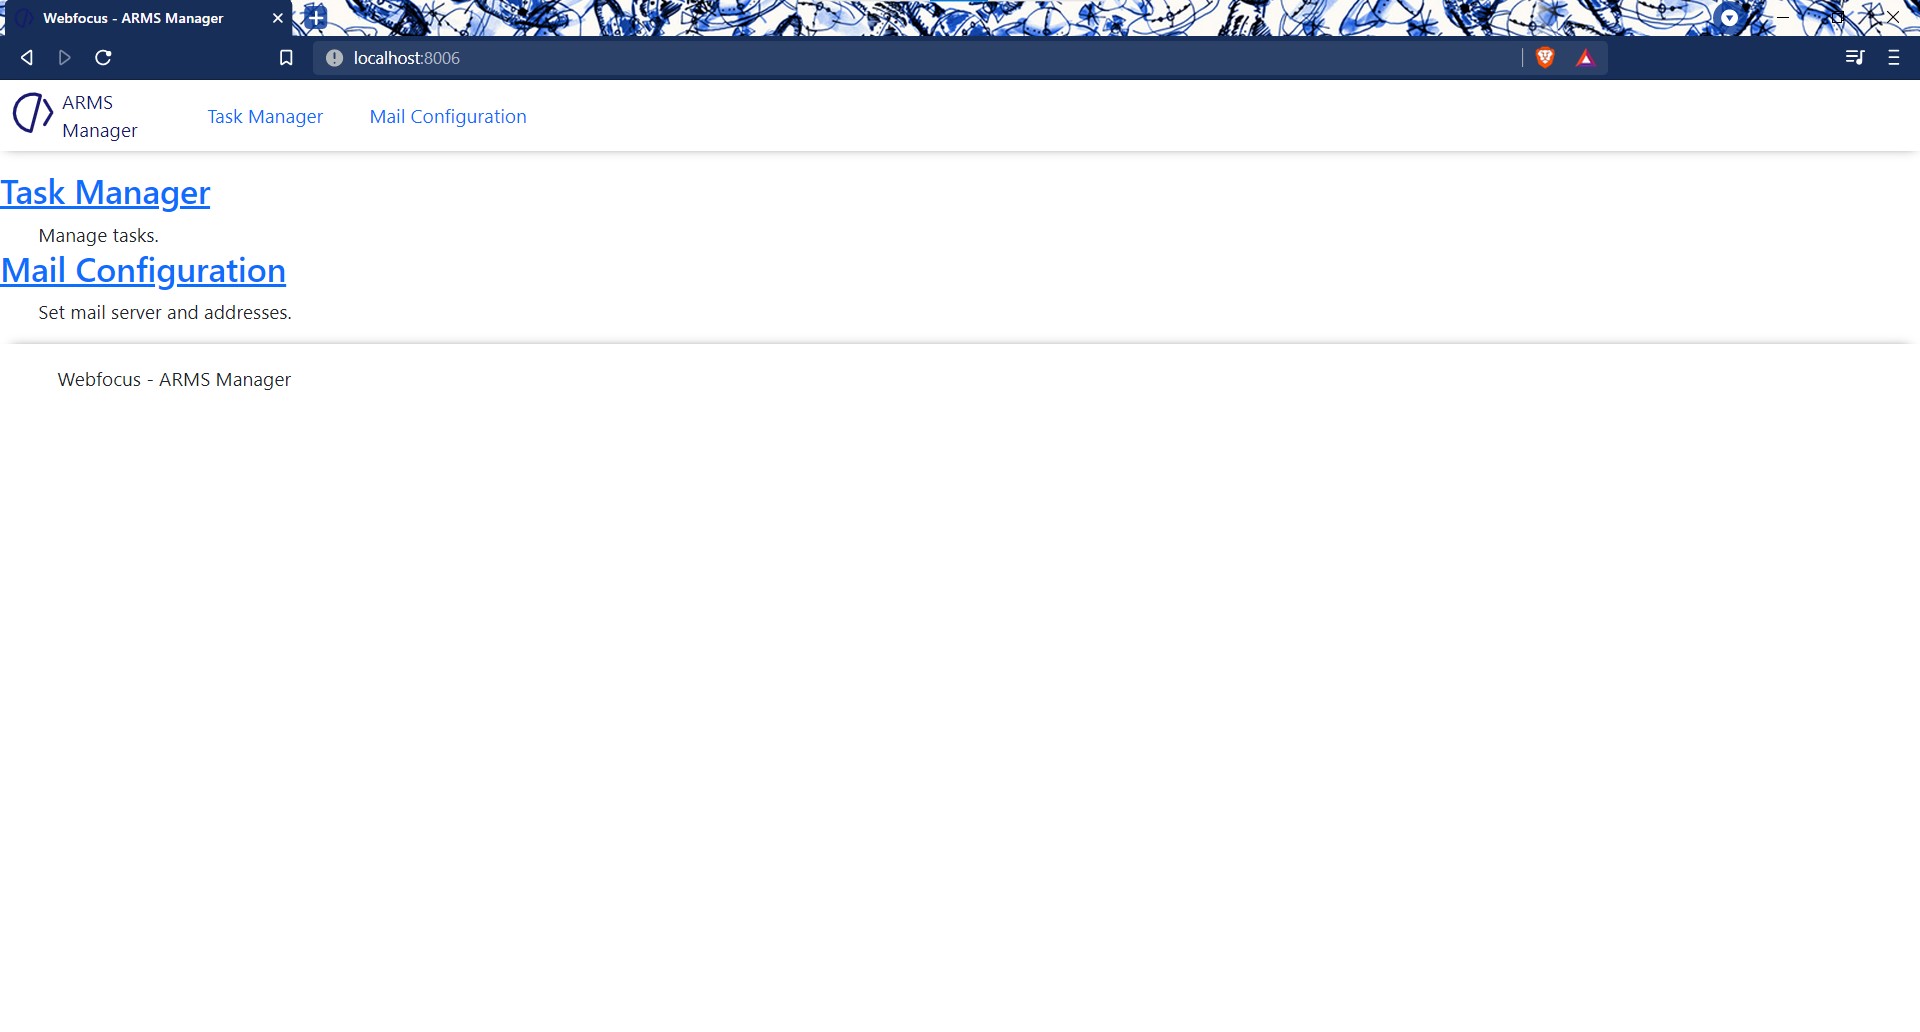 Webfocus - ARMS Manager
localhost:8006
ARMS
Manager
Task Manager
Mail Configuration
Task Manager
Manage tasks.
Mail Configuration
Set mail server and addresses.
Webfocus - ARMS Manager